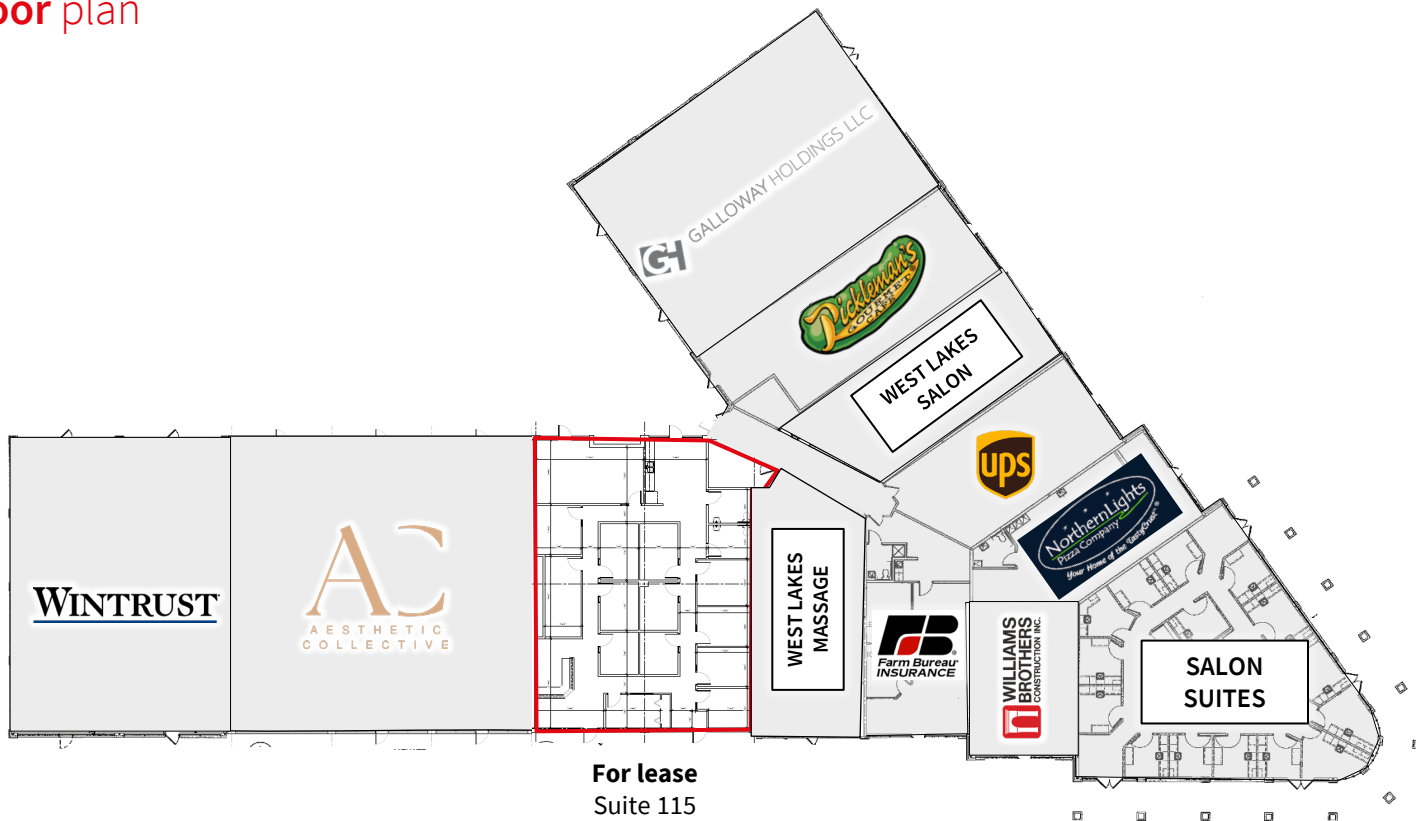 oor plan
GH GALLOWAY HOLDINGS LLC
Pickleman's
GOURMET
CAFE
WEST LAKES
SALON
ups
NorthernLights
Pizza Company
Your Home of the TastyCrust®
WINTRUST
AC
AESTHETIC
COLLECTIVE
WEST LAKES
MASSAGE
FB
Farm Bureau
INSURANCE
WILLIAMS
BROTHERS
CONSTRUCTION INC.
SALON
SUITES
For lease
Suite 115